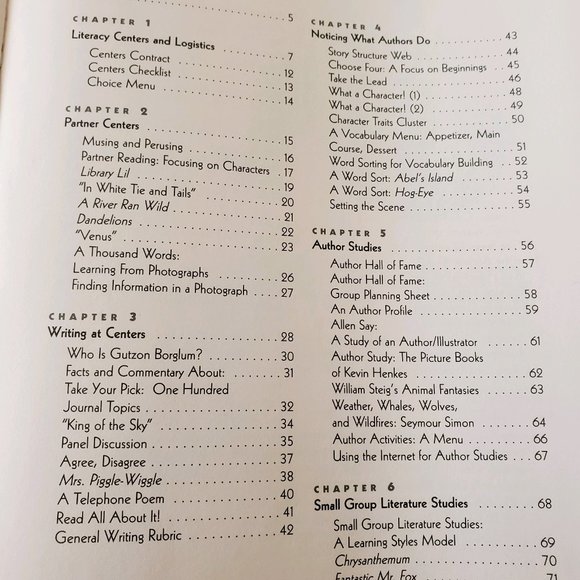 5
CHAPTER 1
Literacy Centers and Logistics . . . . 7
Centers Contract . . . . 12
Centers Checklist . . . . 13
Choice Menu . . . . 14
CHAPTER 2
Partner Centers . . . . 15
Musing and Perusing . . . . 16
Partner Reading: Focusing on Characters . 17
Library Lil . . . . 19
"In White Tie and Tails" . . . . 20
A River Ran Wild . . . . 21
Dandelions . . . . 22
"Venus" . . . . 23
A Thousand Words:
Learning From Photographs . . . . 26
Finding Information in a Photograph . . . . 27
CHAPTER 3
Writing at Centers . . . . 28
Who Is Gutzon Borglum? . . . . 30
Facts and Commentary About: . . . . 31
Take Your Pick: One Hundred
Journal Topics . . . . 32
"King of the Sky" . . . . 34
Panel Discussion . . . . 35
Agree, Disagree . . . . 37
Mrs. Piggle-Wiggle . . . . 38
A Telephone Poem . . . . 40
Read All About It! . . . . 41
General Writing Rubric . . . . 42
CHAPTER 4
Noticing What Authors Do . . . . 43
Story Structure Web . . . . 44
Choose Four: A Focus on Beginnings . . 45
Take the Lead . . . . 46
What a Character! (1) . . . . 48
What a Character! (2) . . . . 49
Character Traits Cluster . . . . 50
A Vocabulary Menu: Appetizer, Main
Course, Dessert . . . . 51
Word Sorting for Vocabulary Building . . 52
A Word Sort: Abel's Island . . . . 53
A Word Sort: Hog-Eye . . . . 54
Setting the Scene . . . . 55
CHAPTER 5
Author Studies . . . . 56
Author Hall of Fame . . . . 57
Author Hall of Fame:
Group Planning Sheet . . . . 58
An Author Profile . . . . 59
Allen Say:
A Study of an Author/Illustrator . . . . 61
Author Study: The Picture Books
of Kevin Henkes . . . . 62
William Steig's Animal Fantasies . . . . 63
Weather, Whales, Wolves,
and Wildfires: Seymour Simon . . . . 64
Author Activities: A Menu . . . . 66
Using the Internet for Author Studies . . 67
CHAPTER 6
Small Group Literature Studies . . . . 68
Small Group Literature Studies:
A Learning Styles Model . . . . 69
Chrysanthemum . . . . 70
Fantastic Mr. Fox . . . . 71